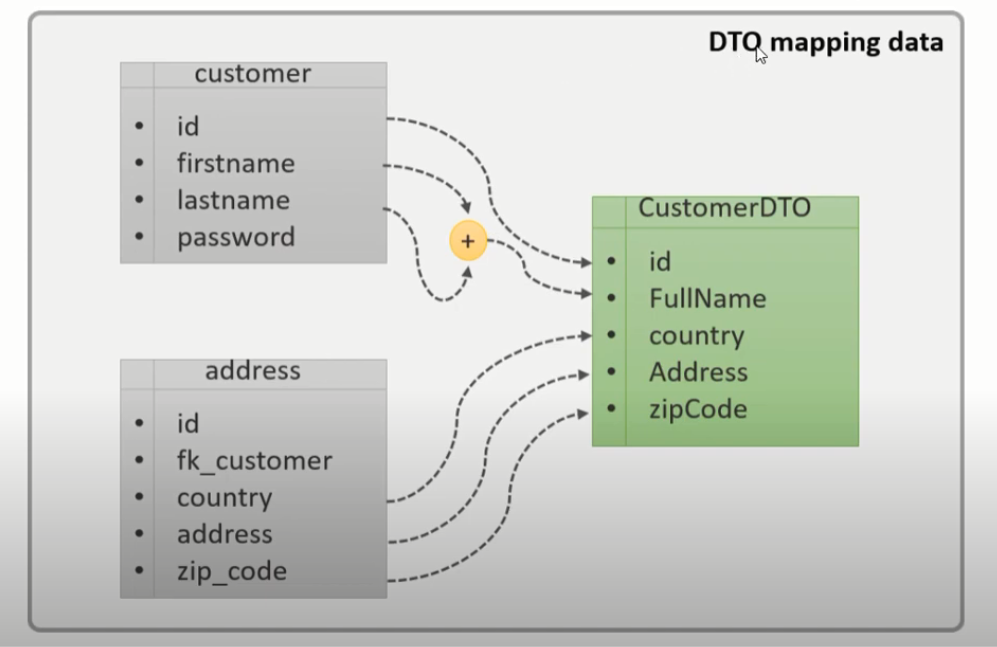 DTO mapping data
customer
• id
• firstname
• lastname
• password
+
CustomerDTO
• id
• FullName
• country
• Address
• zipCode
address
• id
• fk_customer
• country
• address
• zip_code